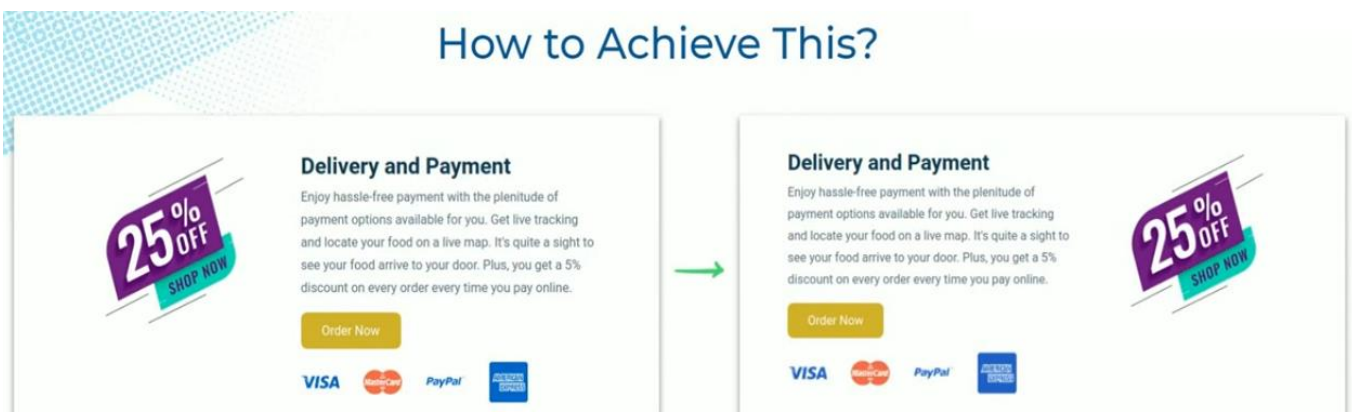 How to Achieve This?
25% OFF
SHOP NOW
Delivery and Payment
Enjoy hassle-free payment with the plenitude of
payment options available for you. Get live tracking
and locate your food on a live map. It's quite a sight to
see your food arrive to your door. Plus, you get a 5%
discount on every order every time you pay online.
Order Now
VISA MasterCard PayPal AMERICAN EXPRESS
Delivery and Payment
Enjoy hassle-free payment with the plenitude of
payment options available for you. Get live tracking
and locate your food on a live map. It's quite a sight to
see your food arrive to your door. Plus, you get a 5%
discount on every order every time you pay online.
Order Now
VISA MasterCard PayPal AMERICAN EXPRESS
25% OFF
SHOP NOW